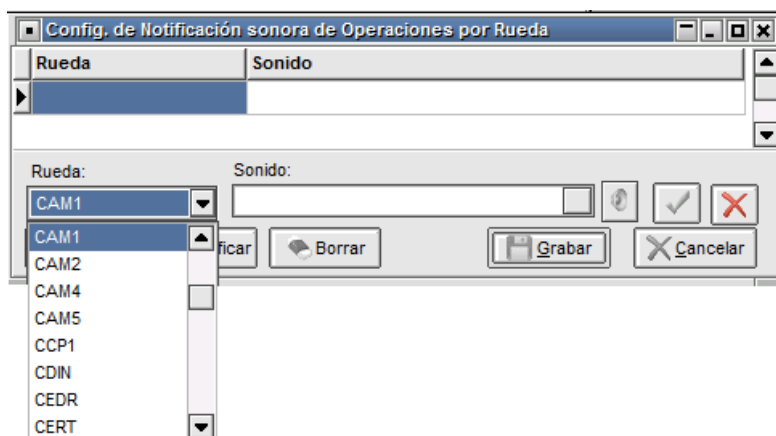 Config. de Notificación sonora de Operaciones por Rueda
Rueda Sonido
Rueda: Sonido:
CAM1
CAM1
ficar Borrar Grabar Cancelar
CAM2
CAM4
CAM5
CCP1
CDIN
CEDR
CERT